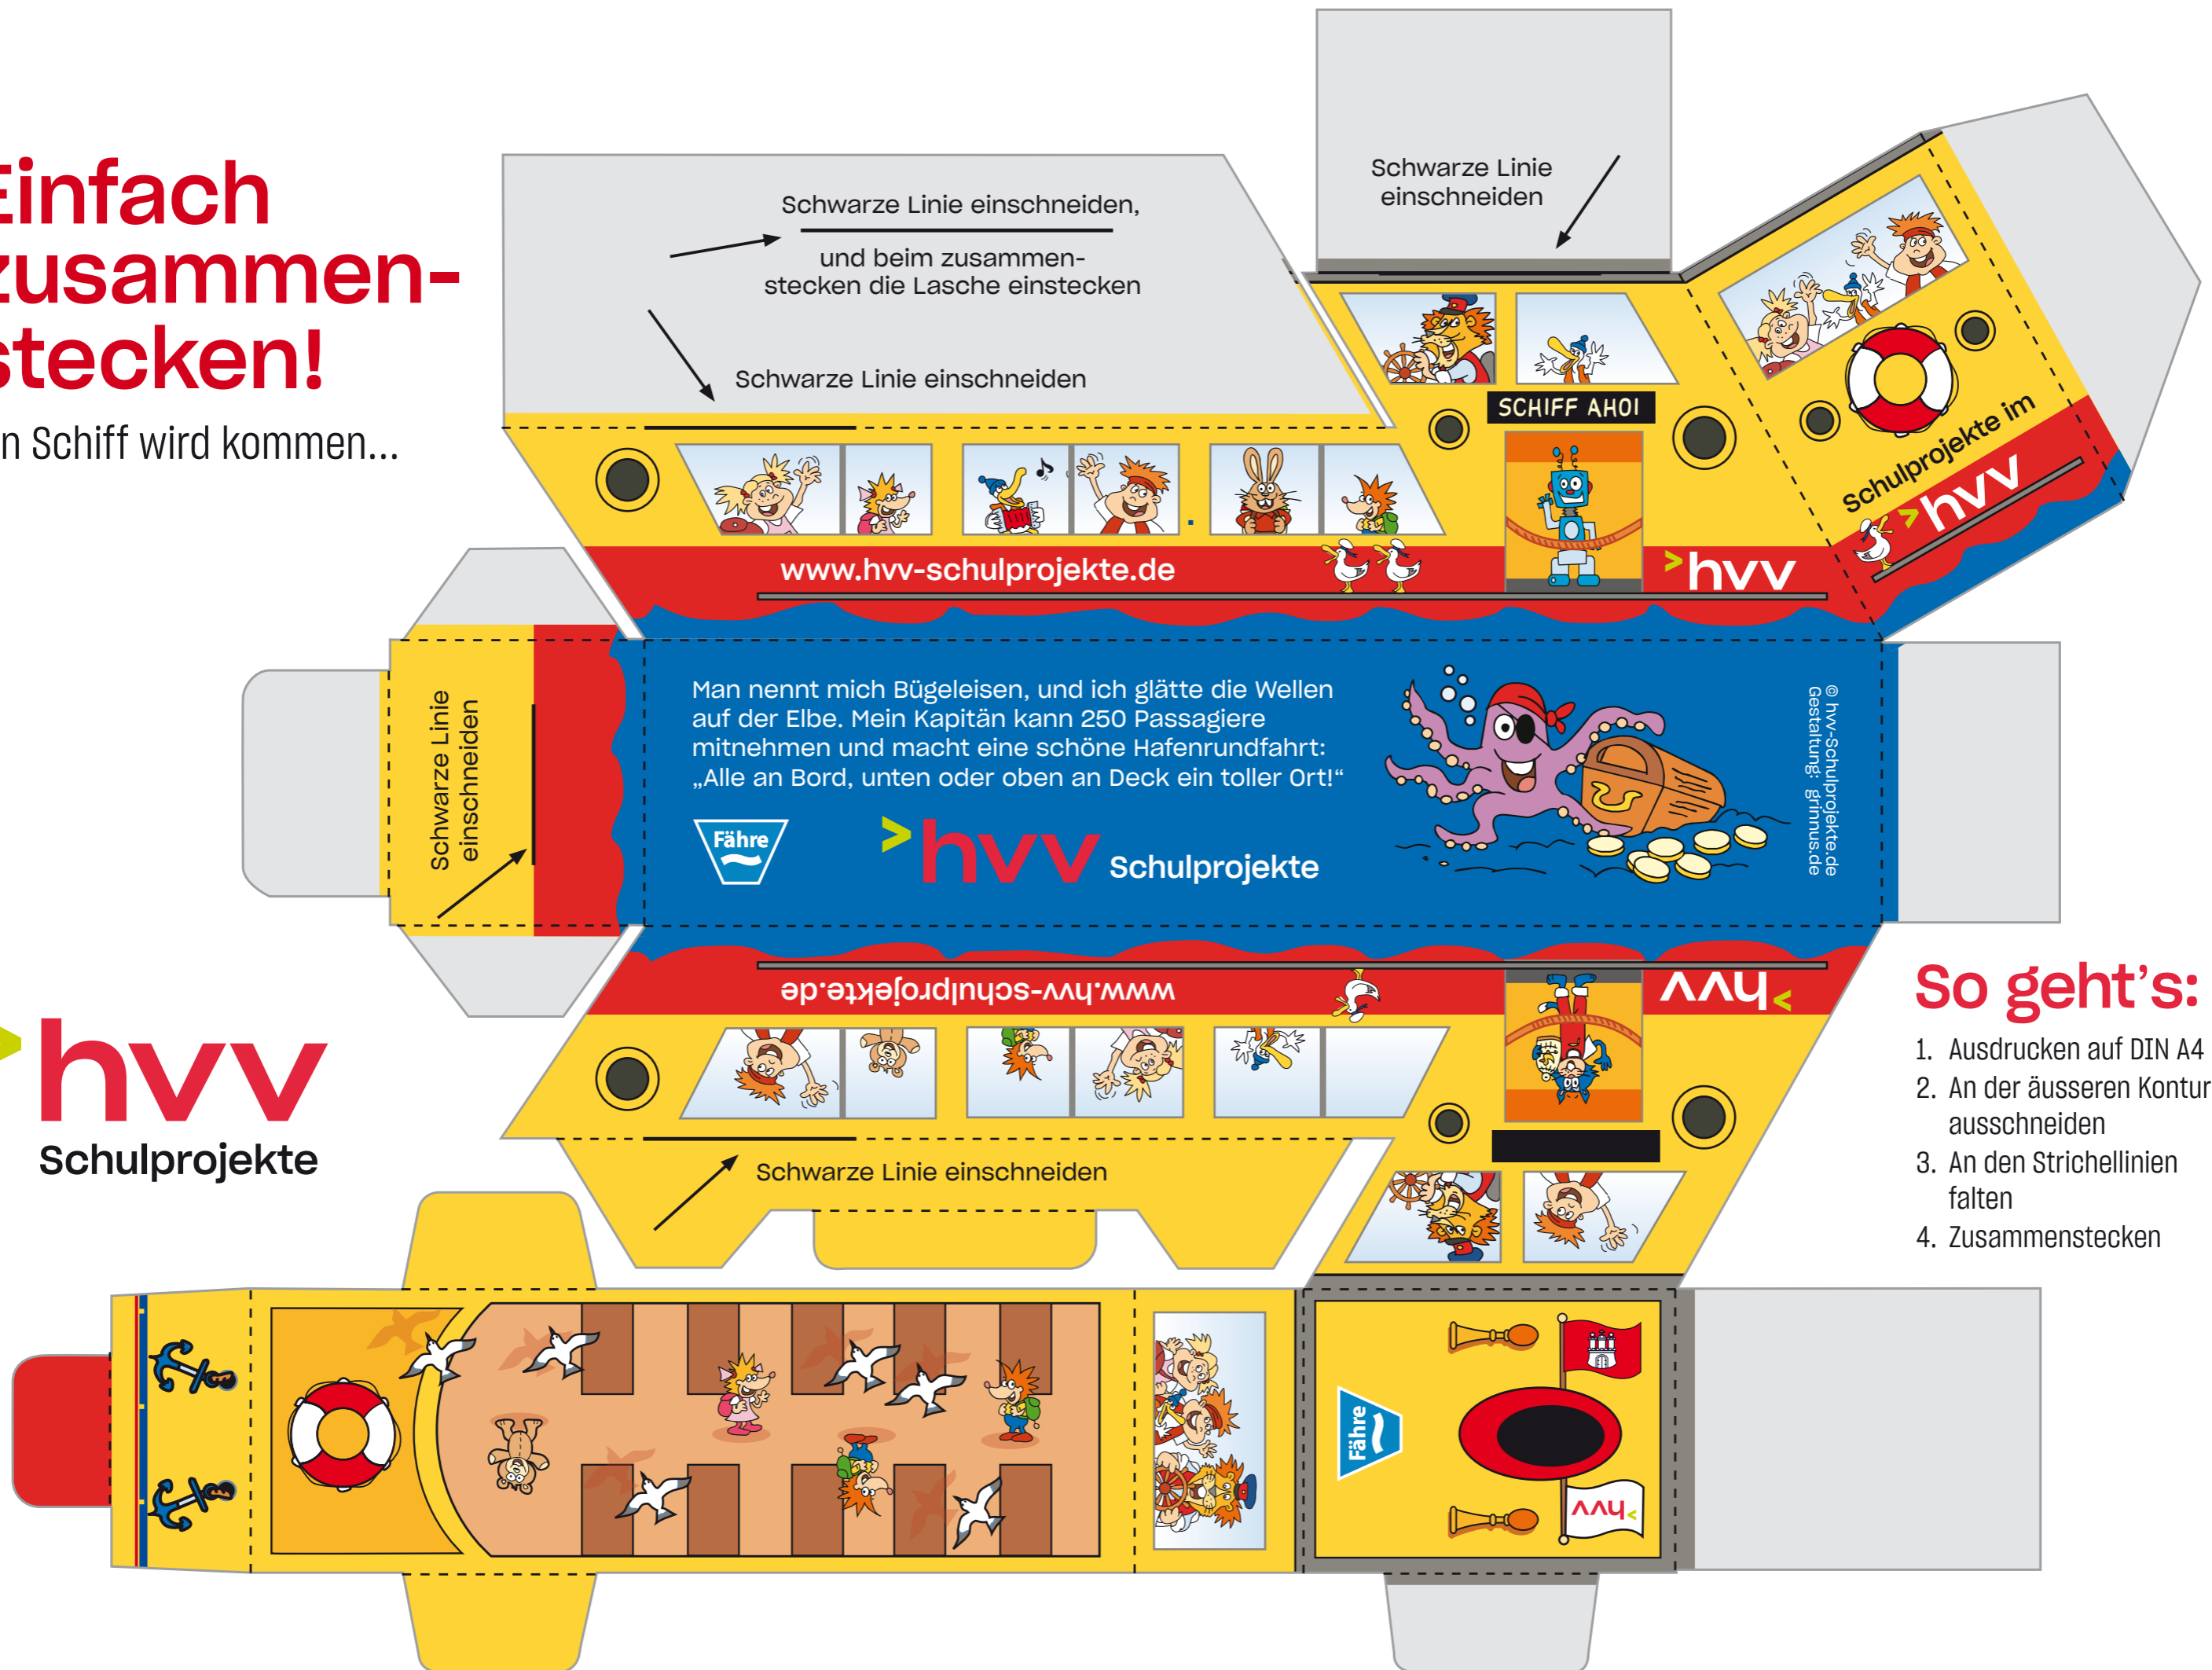 Einfach
zusammen-
stecken!
n Schiff wird kommen...
Schwarze Linie einschneiden,
und beim zusammen-
stecken die Lasche einstecken
Schwarze Linie einschneiden
Schwarze Linie
einschneiden
SCHIFF AHOI
www.hvv-schulprojekte.de
>hvv
Schulprojekte im
>hvv
Schwarze Linie
einschneiden
Man nennt mich Bügeleisen, und ich glätte die Wellen
auf der Elbe. Mein Kapitän kann 250 Passagiere
mitnehmen und macht eine schöne Hafenrundfahrt:
„Alle an Bord, unten oder oben an Deck ein toller Ort!“
Fähre
>hvv Schulprojekte
© hvv-Schulprojekte.de
Gestaltung: grinnus.de
www.hvv-schulprojekte.de
>hvv
Schwarze Linie einschneiden
>hvv
Schulprojekte
So geht's:
1. Ausdrucken auf DIN A4
2. An der äusseren Kontur
ausschneiden
3. An den Strichellinien
falten
4. Zusammenstecken
Fähre
>hvv